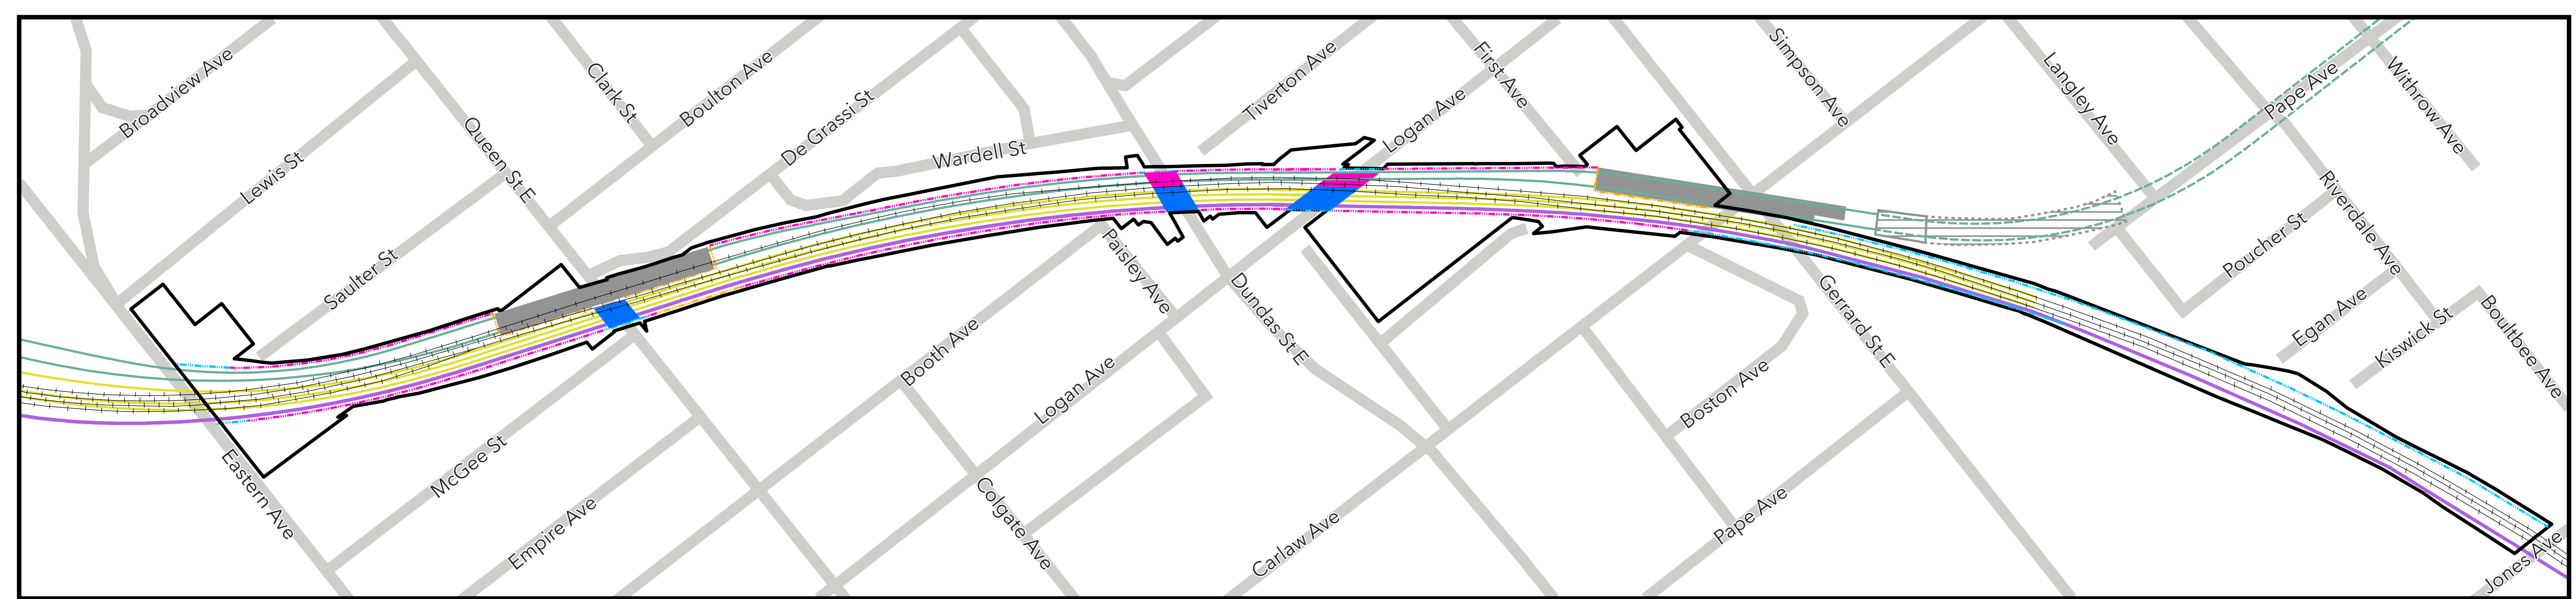 Broadview Ave
Lewis St
Saulter St
Queen St E
Clark St
Boulton Ave
De Grassi St
Wardell St
Tiverton Ave
Logan Ave
First Ave
Simpson Ave
Langley Ave
Pape Ave
Withrow Ave
Riverdale Ave
Poucher St
Egan Ave
Kiswick St
Boultbee Ave
Paisley Ave
Dundas St E
Gerrard St E
Eastern Ave
McGee St
Empire Ave
Booth Ave
Logan Ave
Colgate Ave
Carlaw Ave
Boston Ave
Pape Ave
Jones Ave